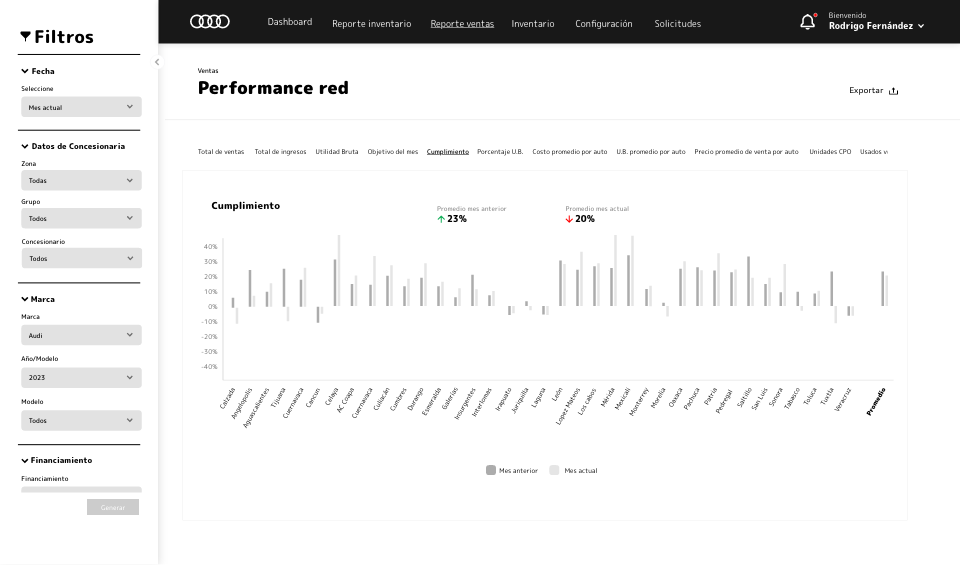 Dashboard
Reporte inventario
Reporte ventas
Inventario
Configuración
Solicitudes
Bienvenido
Rodrigo Fernández
Filtros
Fecha
Seleccione
Mes actual
Datos de Concesionaria
Zona
Todas
Grupo
Todos
Concesionario
Todos
Marca
Marca
Audi
Año/Modelo
2023
Modelo
Todos
Financiamiento
Financiamiento
Generar
Ventas
Performance red
Exportar
Total de ventas
Total de ingresos
Utilidad Bruta
Objetivo del mes
Cumplimiento
Porcentaje U.B.
Costo promedio por auto
U.B. promedio por auto
Precio promedio de venta por auto
Unidades CPO
Usados v
Cumplimiento
Promedio mes anterior
23%
Promedio mes actual
20%
40%
30%
20%
10%
0%
-10%
-20%
-30%
-40%
Calzada
Angelopolis
Aguascalientes
Tijuana
Cuernavaca
Cancun
Celaya
AC Coapa
Cuernavaca
Culiacán
Cumbres
Durango
Esmeralda
Galerías
Insurgentes
Interlomas
Irapuato
Juriquilla
Laguna
León
Lopez Mateos
Los cabos
Mérida
Mexicali
Monterrey
Morelia
Oaxaca
Pachuca
Patria
Pedregal
Saltillo
San Luis
Sonora
Tabasco
Toluca
Tuxtla
Veracruz
Promedio
Mes anterior
Mes actual